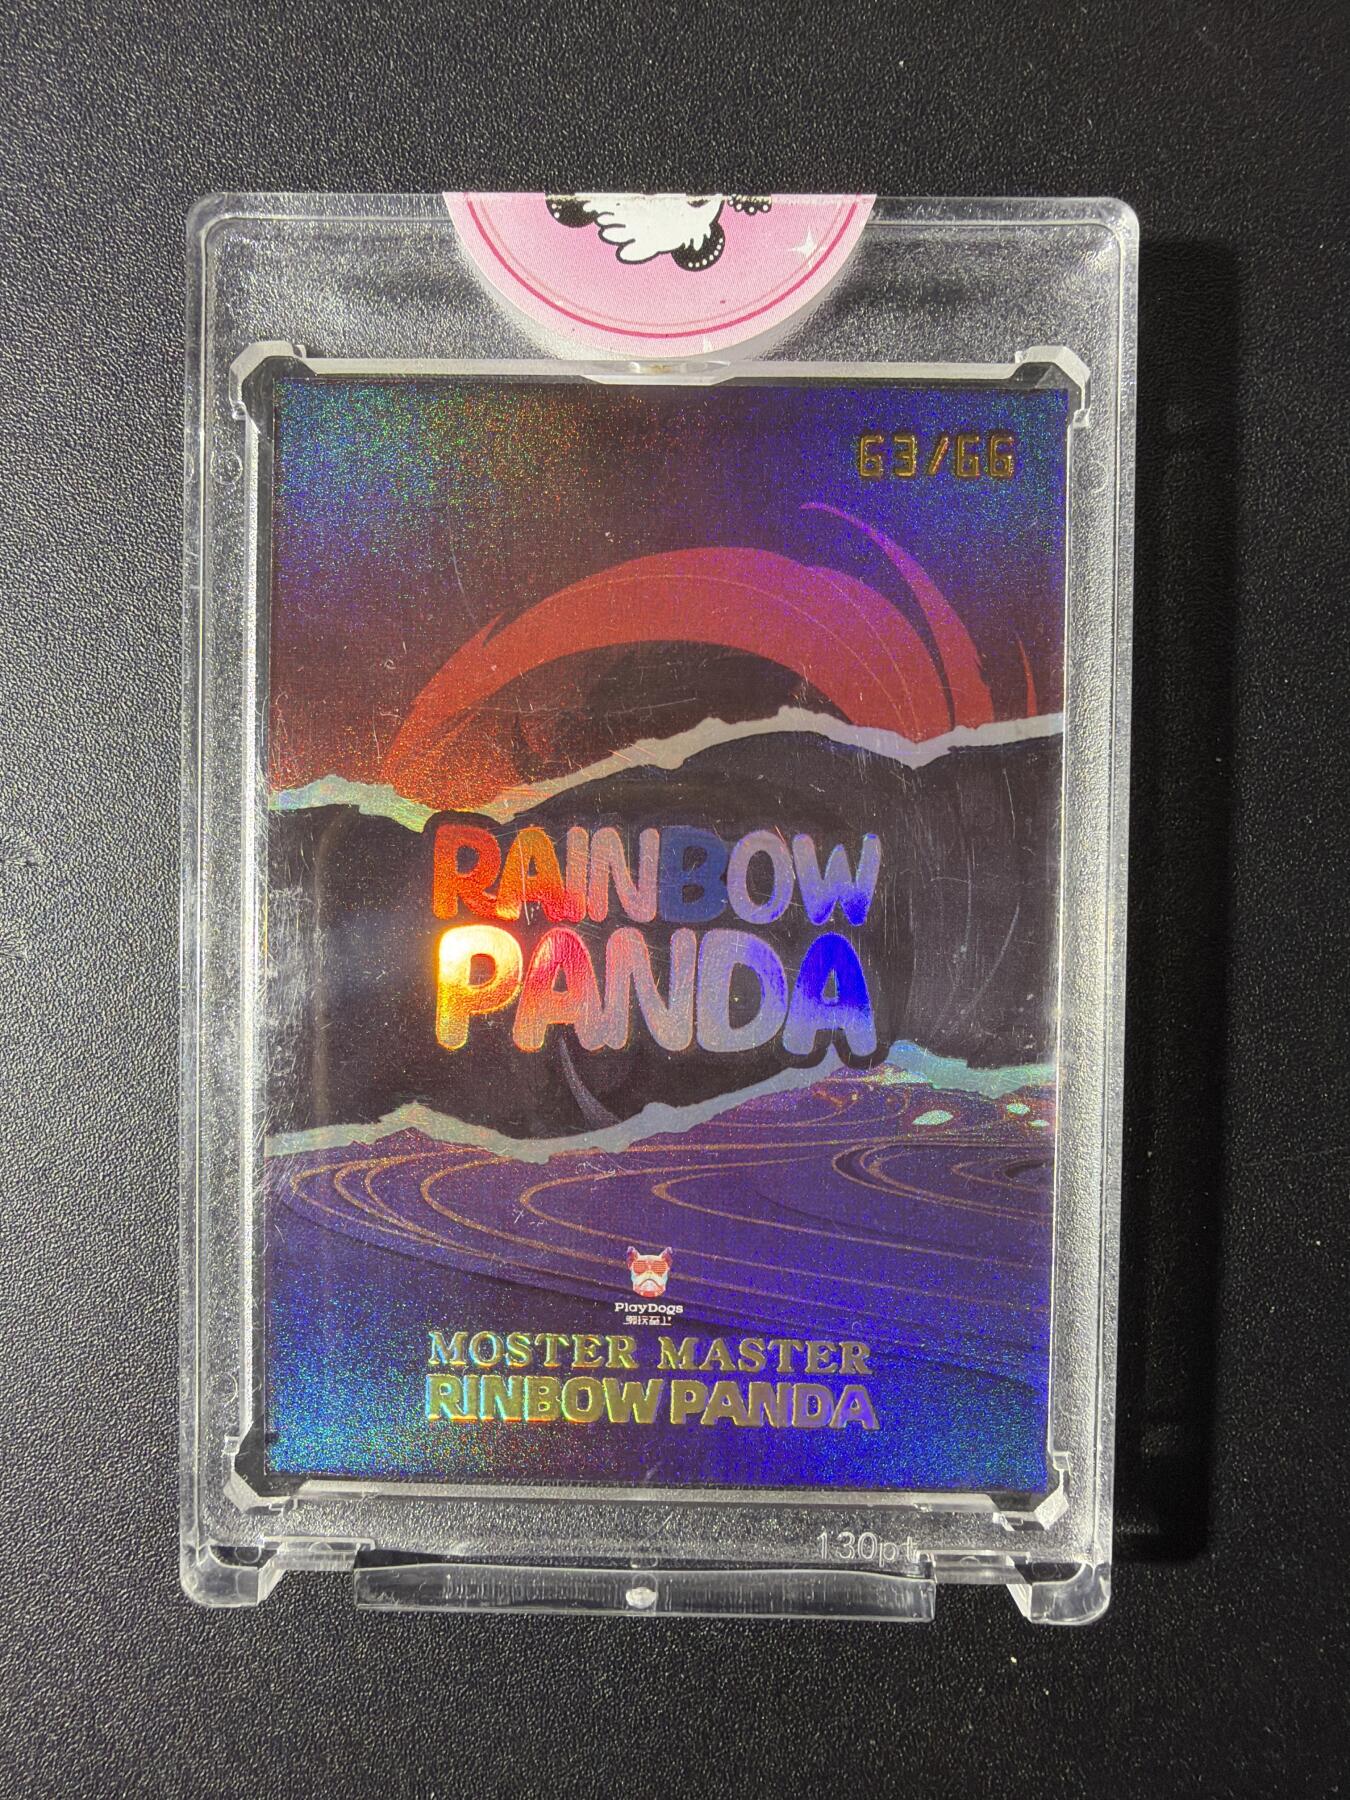 63/66
RAINBOW
PANDA
PlayDogs
MOSTER MASTER
RINBOW PANDA
130pt